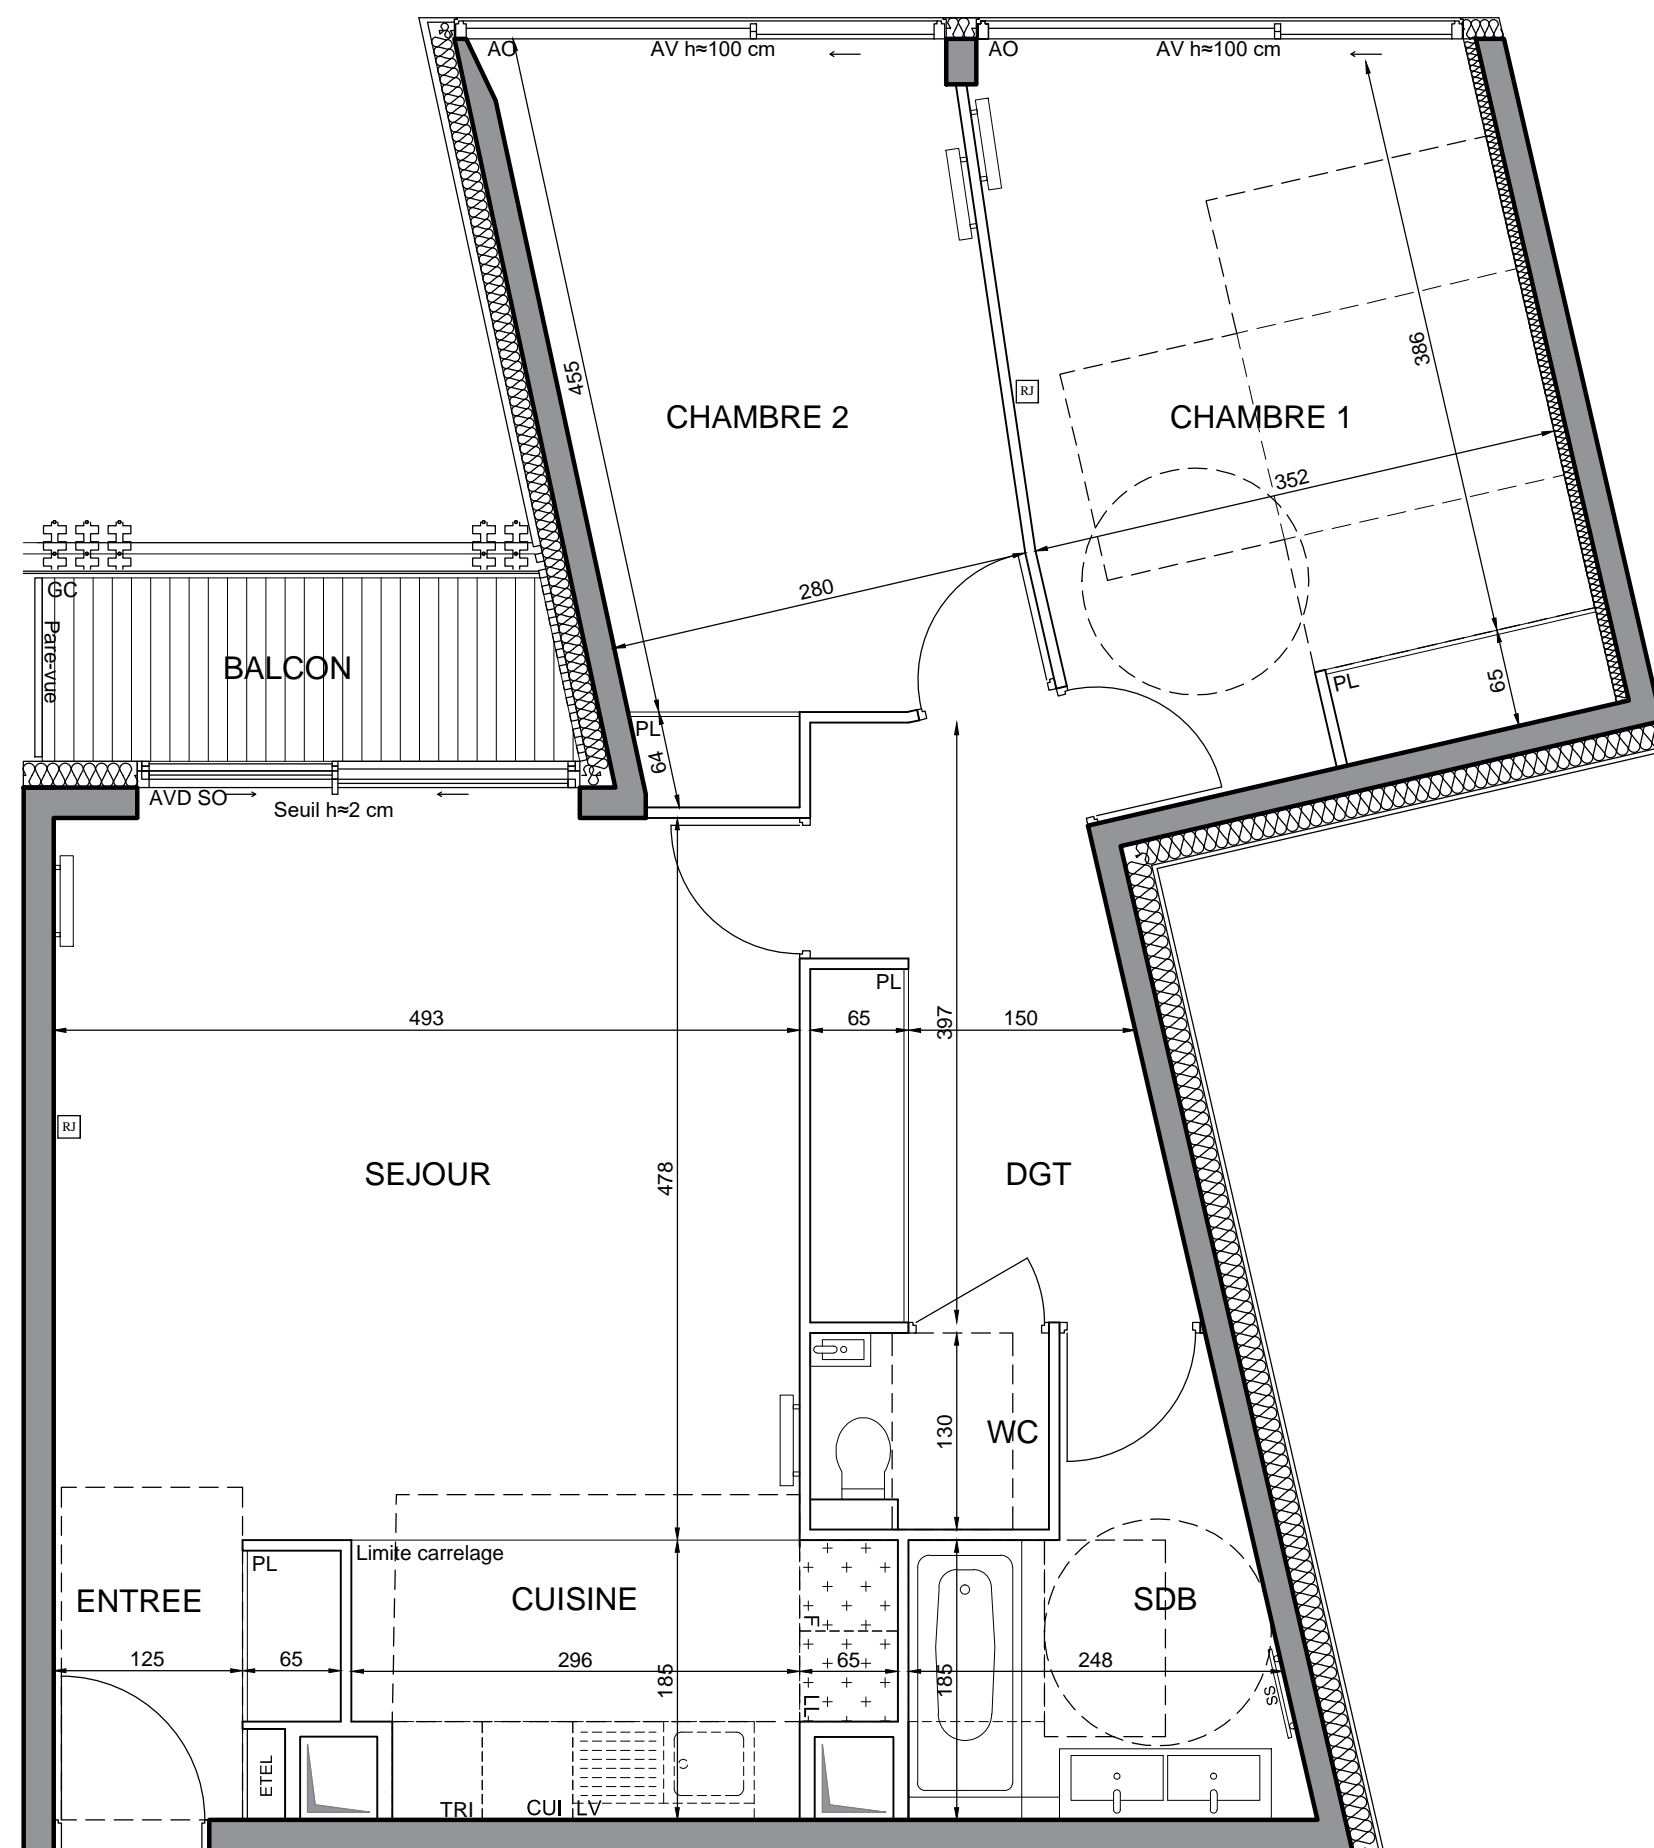 AO
AV h≈100 cm
AO
AV h≈100 cm
455
386
RJ
CHAMBRE 2
CHAMBRE 1
352
280
GC
Pare-vue
BALCON
PL
65
PL
64
AVD SO
Seuil h≈2 cm
PL
493
65
397
150
RJ
SEJOUR
478
DGT
130
WC
Limite carrelage
PL
ENTREE
CUISINE
F
SDB
125
65
296
185
65
185
248
LL
SS
ETEL
TRI
CUI
LV